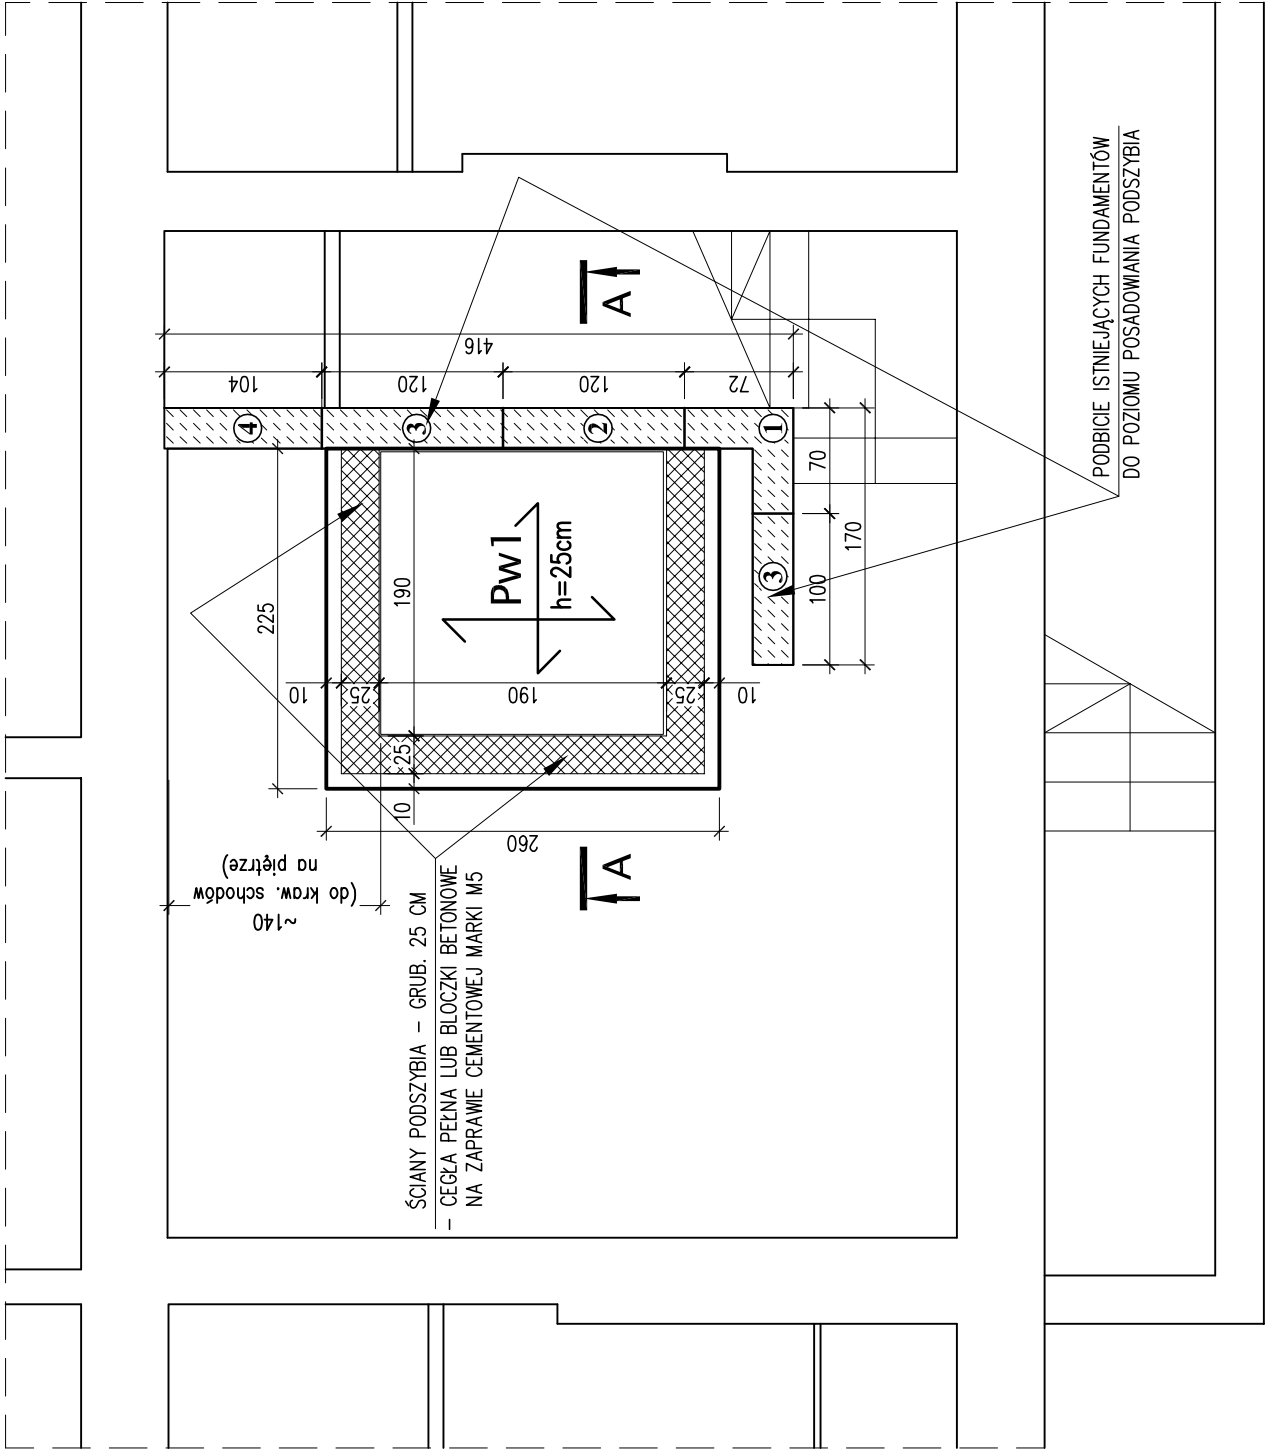 PODBICIE ISTNIEJĄCYCH FUNDAMENTÓW
DO POZIOMU POSADOWIANIA PODSZYBIA
ŚCIANY PODSZYBIA – GRUB. 25 CM
– CEGŁA PEŁNA LUB BLOCZKI BETONOWE
NA ZAPRAWIE CEMENTOWEJ MARKI M5
~140
(do kraw. schodów
na piętrze)
Pw1
h=25cm
A
A
416
104
120
120
72
4
3
2
1
3
70
100
170
225
190
25
10
10
25
190
25
10
260